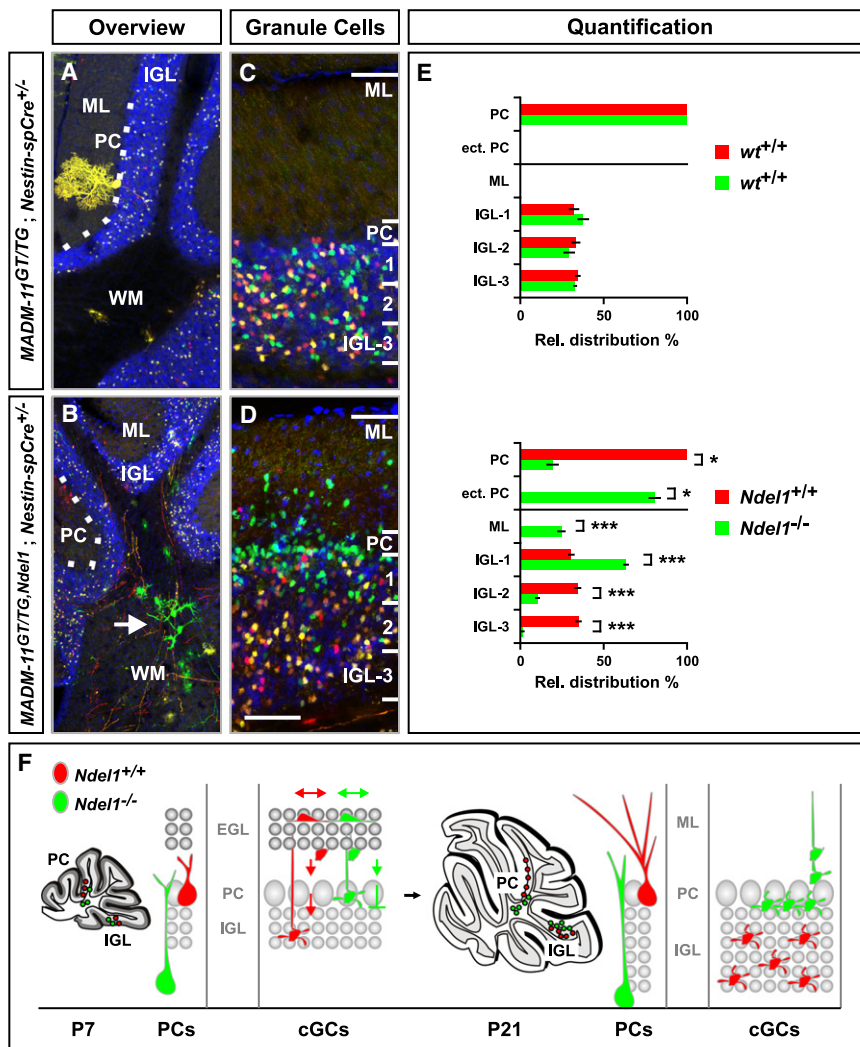 Overview
Granule Cells
Quantification
MADM-11GT/TG ; Nestin-spCre+/-
A
IGL
ML
PC
WM
C
ML
PC
1
2
IGL-3
E
PC
ect. PC
ML
IGL-1
IGL-2
IGL-3
0
50
100
Rel. distribution %
wt+/+
wt+/+
MADM-11GT/TG,Ndel1 ; Nestin-spCre+/-
B
ML
IGL
PC
WM
D
ML
PC
1
2
IGL-3
PC
*
ect. PC
*
ML
***
IGL-1
***
IGL-2
***
IGL-3
***
0
50
100
Rel. distribution %
Ndel1+/+
Ndel1-/-
F
Ndel1+/+
Ndel1-/-
PC
IGL
EGL
PC
IGL
PC
IGL
ML
PC
IGL
P7
PCs
cGCs
P21
PCs
cGCs